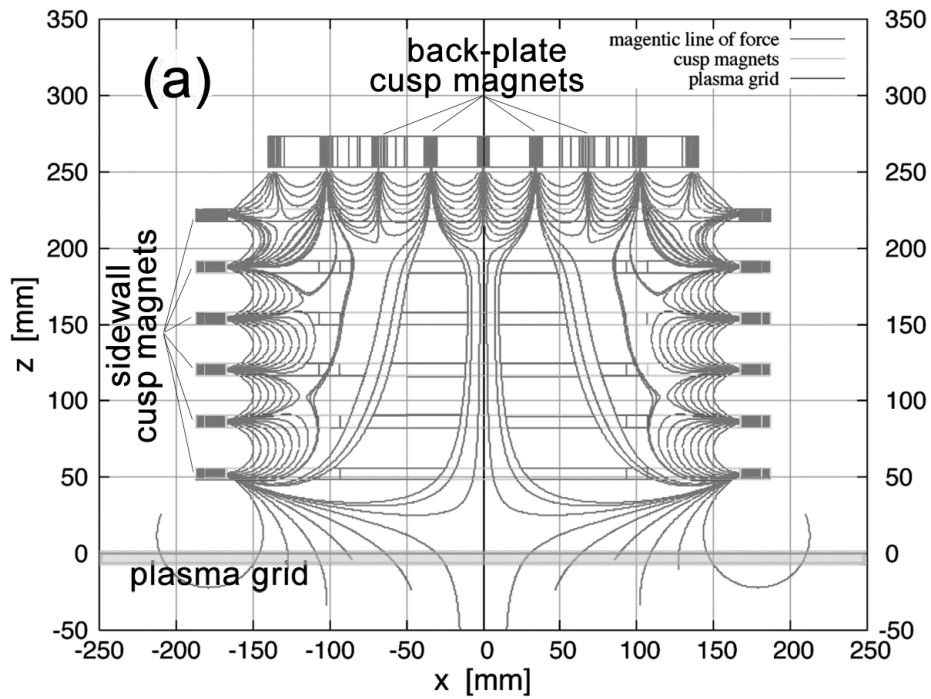 (a)
back-plate
cusp magnets
magentic line of force
cusp magnets
plasma grid
350 350
300 300
250 250
200 200
150 150
100 100
50 50
0 0
-50 -50
z [mm]
sidewall
cusp magnets
plasma grid
-250 -200 -150 -100 -50 0 50 100 150 200 250
x [mm]